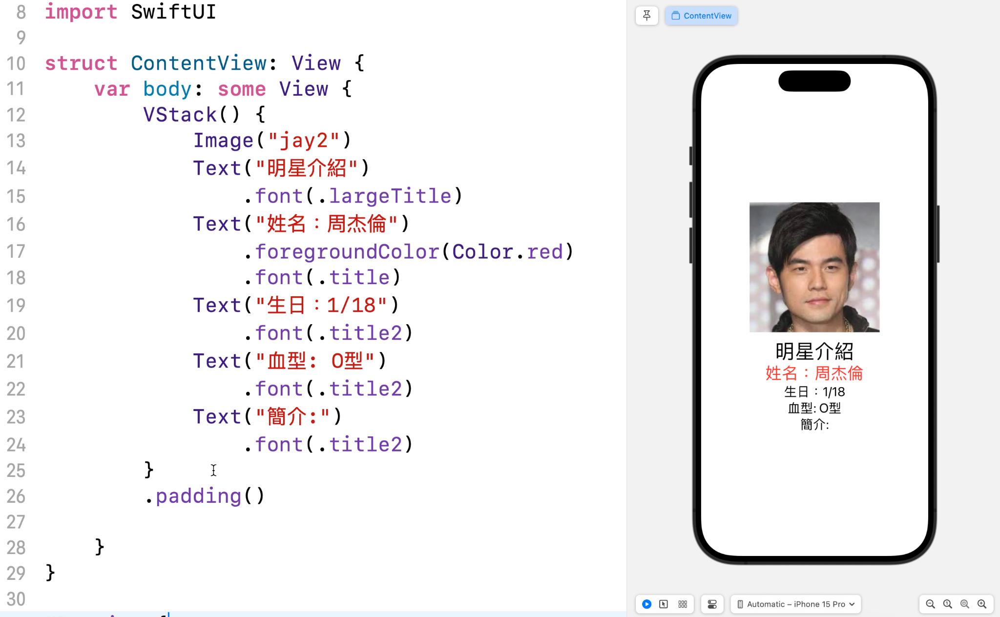 8 import SwiftUI
9
10 struct ContentView: View {
11 var body: some View {
12 VStack() {
13 Image("jay2")
14 Text("明星介紹")
15 .font(.largeTitle)
16 Text("姓名：周杰倫")
17 .foregroundColor(Color.red)
18 .font(.title)
19 Text("生日：1/18")
20 .font(.title2)
21 Text("血型: O型")
22 .font(.title2)
23 Text("簡介:")
24 .font(.title2)
25 }
26 .padding()
27
28 }
29 }
30
ContentView
明星介紹
姓名：周杰倫
生日：1/18
血型: O型
簡介:
Automatic – iPhone 15 Pro